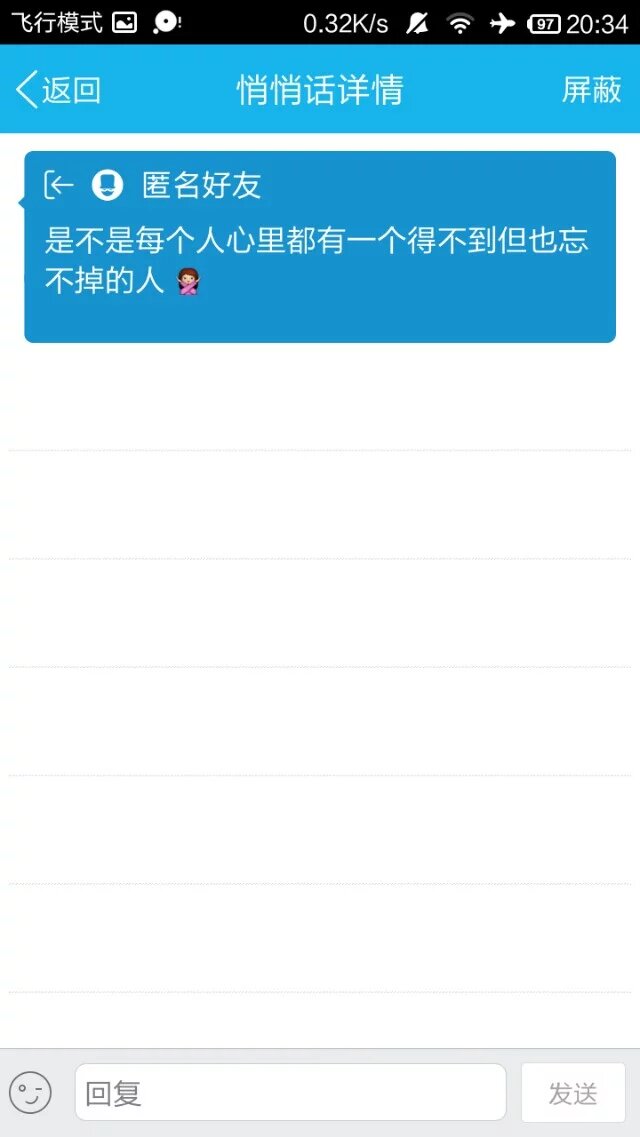 飞行模式 0.32K/s 97 20:34
返回 悄悄话详情 屏蔽
匿名好友
是不是每个人心里都有一个得不到但也忘
不掉的人 🙅
回复 发送